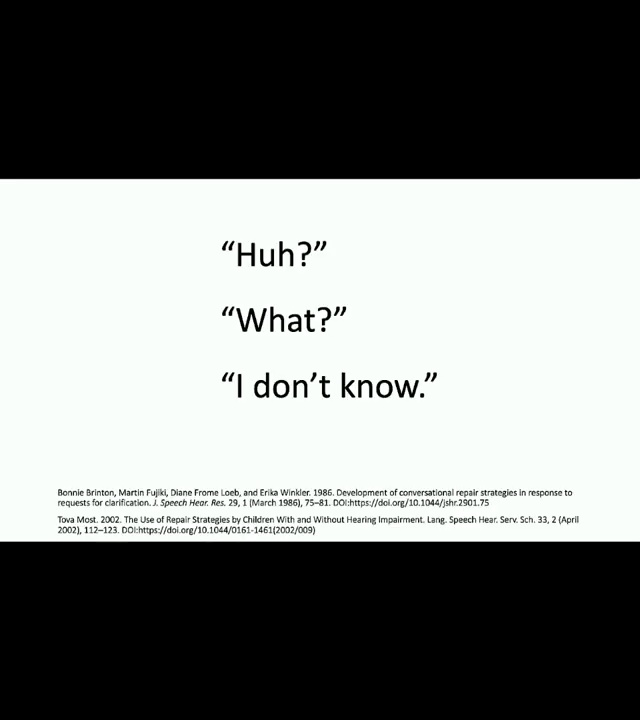 “Huh?”
“What?”
“I don’t know.”
Bonnie Brinton, Martin Fujiki, Diane Frome Loeb, and Erika Winkler. 1986. Development of conversational repair strategies in response to
requests for clarification. J. Speech Hear. Res. 29, 1 (March 1986), 75–81. DOI:https://doi.org/10.1044/jshr.2901.75
Tova Most. 2002. The Use of Repair Strategies by Children With and Without Hearing Impairment. Lang. Speech Hear. Serv. Sch. 33, 2 (April
2002), 112–123. DOI:https://doi.org/10.1044/0161-1461(2002/009)